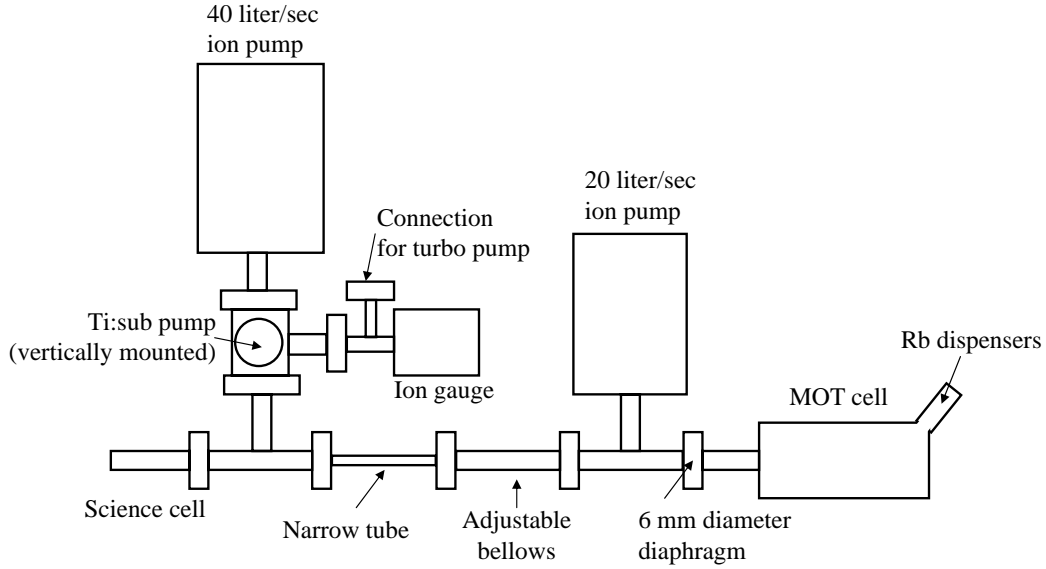 40 liter/sec
ion pump
20 liter/sec
ion pump
Connection
for turbo pump
Ti:sub pump
(vertically mounted)
Rb dispensers
Ion gauge
MOT cell
Science cell
Narrow tube
Adjustable
bellows
6 mm diameter
diaphragm